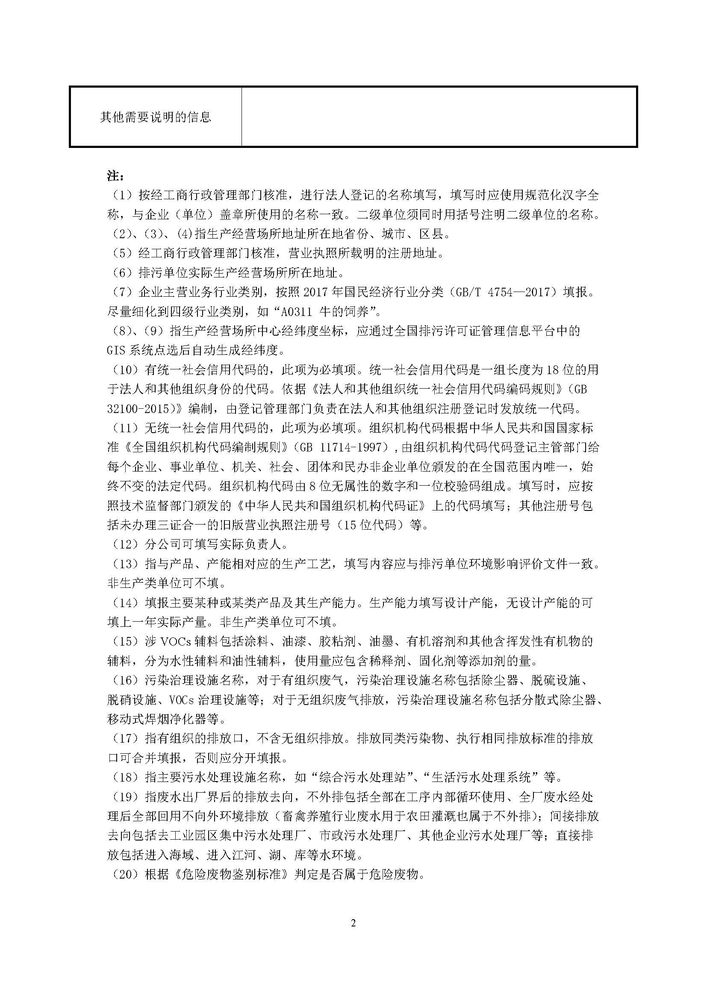 其他需要说明的信息
注：
（1）按经工商行政管理部门核准，进行法人登记的名称填写，填写时应使用规范化汉字全
称，与企业（单位）盖章所使用的名称一致。二级单位须同时用括号注明二级单位的名称。
（2）、（3）、(4)指生产经营场所地址所在地省份、城市、区县。
（5）经工商行政管理部门核准，营业执照所载明的注册地址。
（6）排污单位实际生产经营场所所在地址。
（7）企业主营业务行业类别，按照 2017 年国民经济行业分类（GB/T 4754—2017）填报。
尽量细化到四级行业类别，如“A0311 牛的饲养”。
（8）、（9）指生产经营场所中心经纬度坐标，应通过全国排污许可证管理信息平台中的
GIS 系统点选后自动生成经纬度。
（10）有统一社会信用代码的，此项为必填项。统一社会信用代码是一组长度为 18 位的用
于法人和其他组织身份的代码。依据《法人和其他组织统一社会信用代码编码规则》（GB
32100-2015）》编制，由登记管理部门负责在法人和其他组织注册登记时发放统一代码。
（11）无统一社会信用代码的，此项为必填项。组织机构代码根据中华人民共和国国家标
准《全国组织机构代码编制规则》（GB 11714-1997）,由组织机构代码代码登记主管部门给
每个企业、事业单位、机关、社会、团体和民办非企业单位颁发的在全国范围内唯一，始
终不变的法定代码。组织机构代码由 8 位无属性的数字和一位校验码组成。填写时，应按
照技术监督部门颁发的《中华人民共和国组织机构代码证》上的代码填写；其他注册号包
括未办理三证合一的旧版营业执照注册号（15 位代码）等。
（12）分公司可填写实际负责人。
（13）指与产品、产能相对应的生产工艺，填写内容应与排污单位环境影响评价文件一致。
非生产类单位可不填。
（14）填报主要某种或某类产品及其生产能力。生产能力填写设计产能，无设计产能的可
填上一年实际产量。非生产类单位可不填。
（15）涉 VOCs 辅料包括涂料、油漆、胶粘剂、油墨、有机溶剂和其他含挥发性有机物的
辅料，分为水性辅料和油性辅料，使用量应包含稀释剂、固化剂等添加剂的量。
（16）污染治理设施名称，对于有组织废气，污染治理设施名称包括除尘器、脱硫设施、
脱硝设施、VOCs 治理设施等；对于无组织废气排放，污染治理设施名称包括分散式除尘器、
移动式焊烟净化器等。
（17）指有组织的排放口，不含无组织排放。排放同类污染物、执行相同排放标准的排放
口可合并填报，否则应分开填报。
（18）指主要污水处理设施名称，如“综合污水处理站”、“生活污水处理系统”等。
（19）指废水出厂界后的排放去向，不外排包括全部在工序内部循环使用、全厂废水经处
理后全部回用不向外环境排放（畜禽养殖行业废水用于农田灌溉也属于不外排）；间接排放
去向包括去工业园区集中污水处理厂、市政污水处理厂、其他企业污水处理厂等；直接排
放包括进入海域、进入江河、湖、库等水环境。
（20）根据《危险废物鉴别标准》判定是否属于危险废物。
2